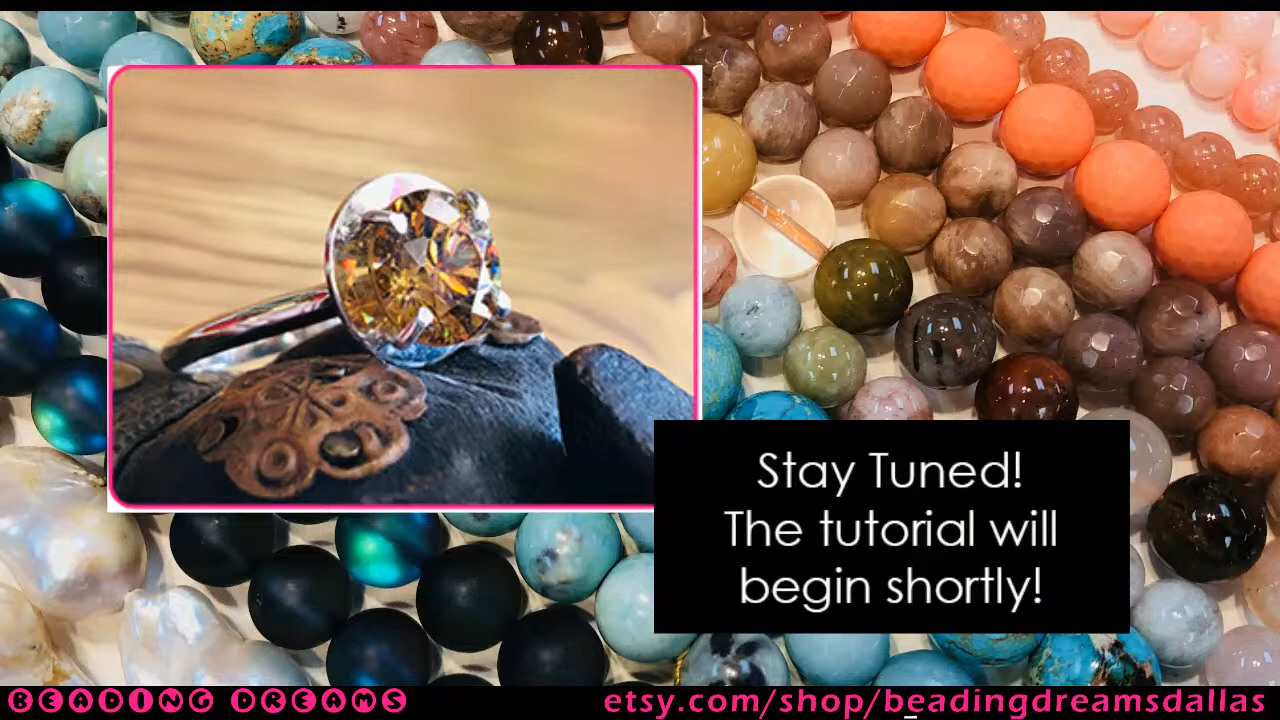 Stay Tuned!
The tutorial will
begin shortly!
BEADING DREAMS
etsy.com/shop/beadingdreamsdallas